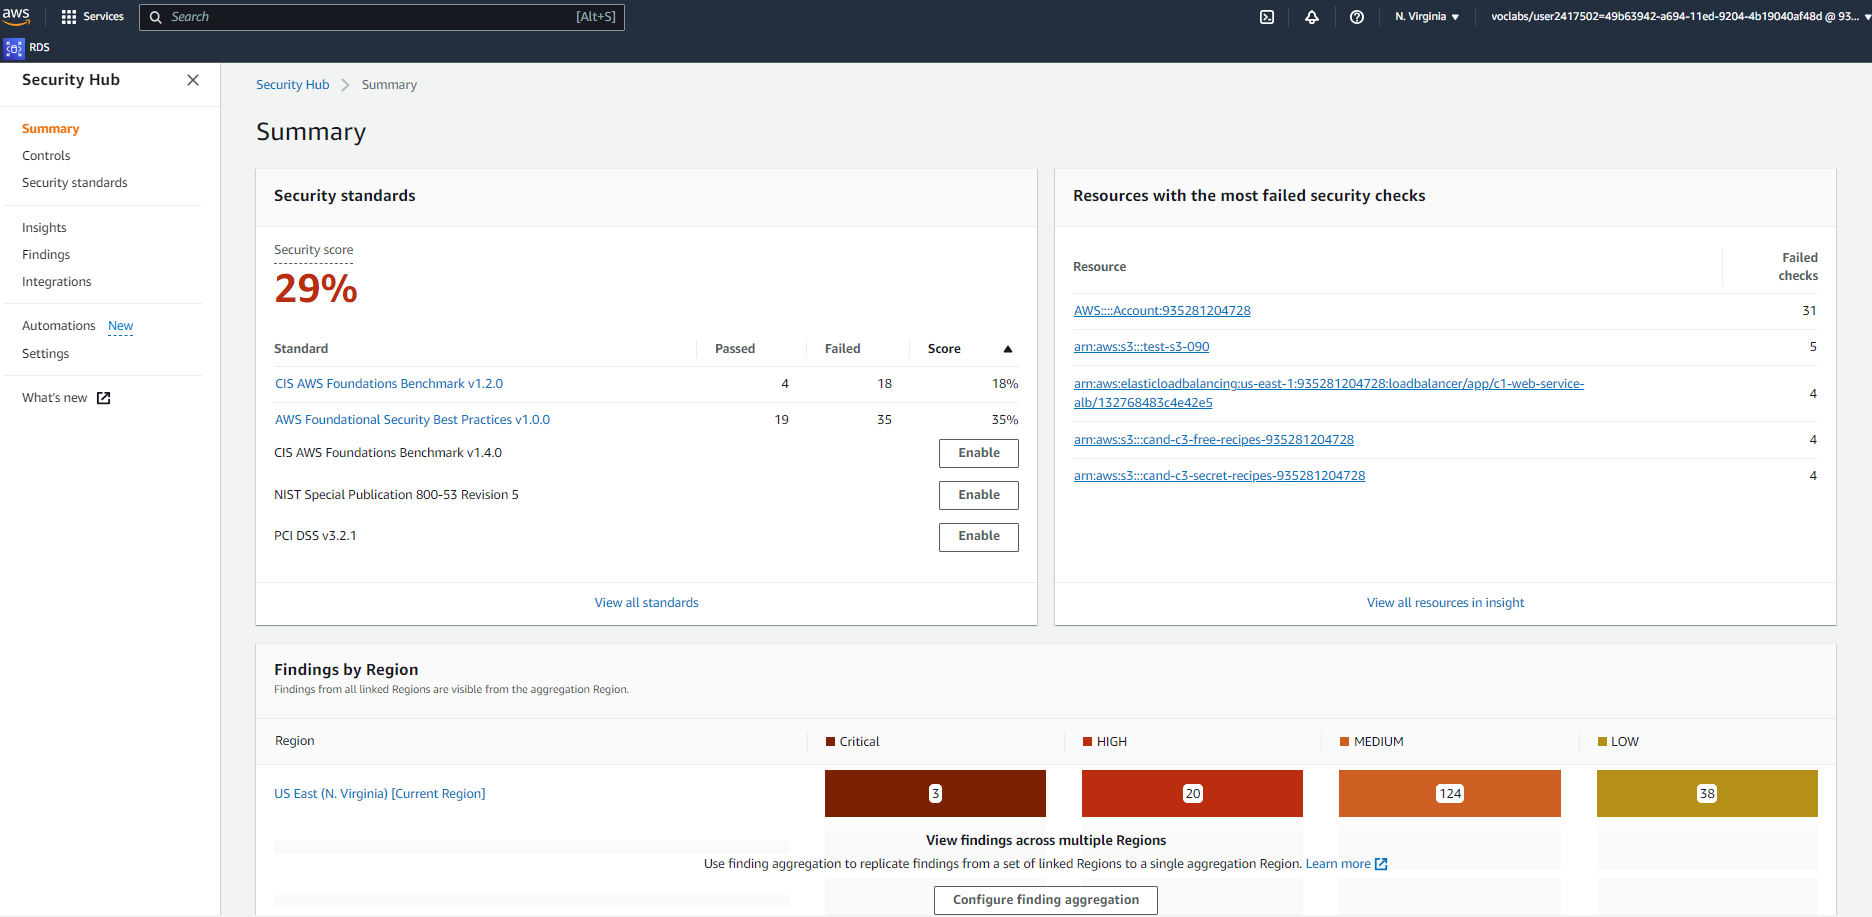 aws
Services
Search
[Alt+S]
N. Virginia
voclabs/user2417502=49b63942-a694-11ed-9204-4b19040af48d @ 93...
RDS
Security Hub
Summary
Controls
Security standards
Insights
Findings
Integrations
Automations New
Settings
What's new
Security Hub Summary
Summary
Security standards
Security score
29%
Standard Passed Failed Score
CIS AWS Foundations Benchmark v1.2.0 4 18 18%
AWS Foundational Security Best Practices v1.0.0 19 35 35%
CIS AWS Foundations Benchmark v1.4.0 Enable
NIST Special Publication 800-53 Revision 5 Enable
PCI DSS v3.2.1 Enable
View all standards
Resources with the most failed security checks
Resource Failed
checks
AWS::::Account:935281204728 31
arn:aws:s3:::test-s3-090 5
arn:aws:elasticloadbalancing:us-east-1:935281204728:loadbalancer/app/c1-web-service-
alb/132768483c4e42e5 4
arn:aws:s3:::cand-c3-free-recipes-935281204728 4
arn:aws:s3:::cand-c3-secret-recipes-935281204728 4
View all resources in insight
Findings by Region
Findings from all linked Regions are visible from the aggregation Region.
Region Critical HIGH MEDIUM LOW
US East (N. Virginia) [Current Region] 3 20 124 38
View findings across multiple Regions
Use finding aggregation to replicate findings from a set of linked Regions to a single aggregation Region. Learn more
Configure finding aggregation